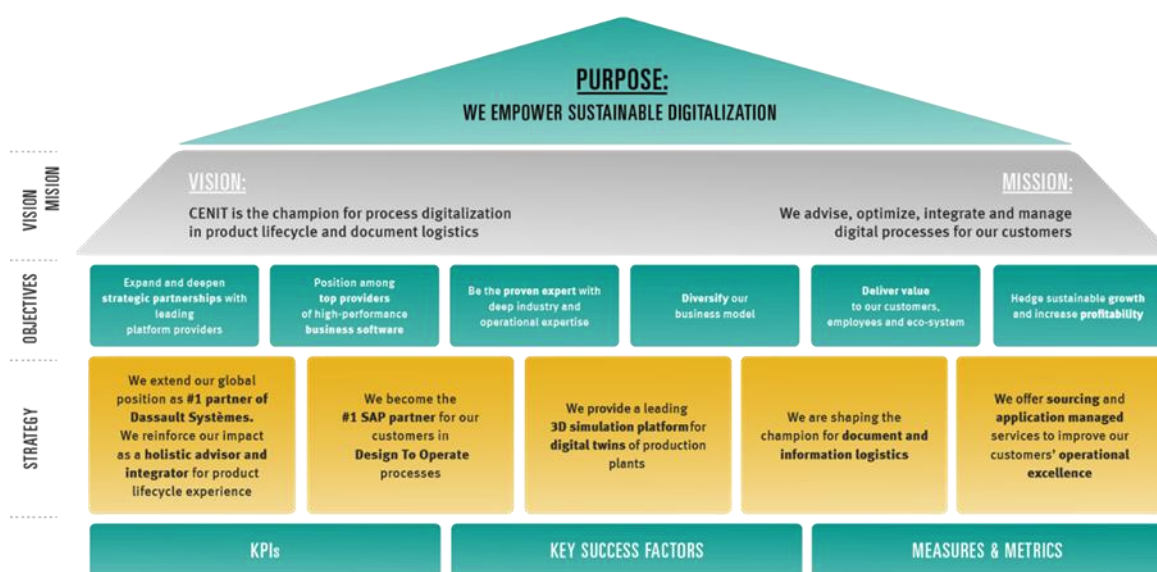 PURPOSE:
WE EMPOWER SUSTAINABLE DIGITALIZATION
VISION
MISION
VISION:
CENIT is the champion for process digitalization
in product lifecycle and document logistics
MISSION:
We advise, optimize, integrate and manage
digital processes for our customers
OBJECTIVES
Expand and deepen
strategic partnerships with
leading
platform providers
Position among
top providers
of high-performance
business software
Be the proven expert with
deep industry and
operational expertise
Diversify our
business model
Deliver value
to our customers,
employees and eco-system
Hedge sustainable growth
and increase profitability
STRATEGY
We extend our global
position as #1 partner of
Dassault Systèmes.
We reinforce our impact
as a holistic advisor and
integrator for product
lifecycle experience
We become the
#1 SAP partner for our
customers in
Design To Operate
processes
We provide a leading
3D simulation platform for
digital twins of production
plants
We are shaping the
champion for document and
information logistics
We offer sourcing and
application managed
services to improve our
customers' operational
excellence
KPIs
KEY SUCCESS FACTORS
MEASURES & METRICS